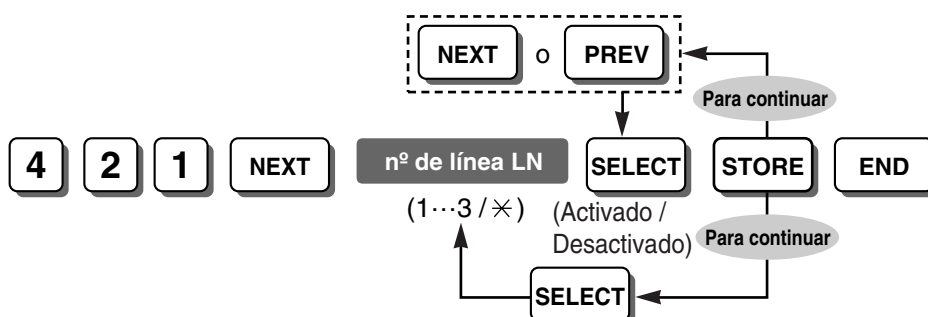 NEXT o PREV
Para continuar
4 2 1 NEXT nº de línea LN SELECT STORE END
(1···3 / ✳) (Activado /
Desactivado) Para continuar
SELECT